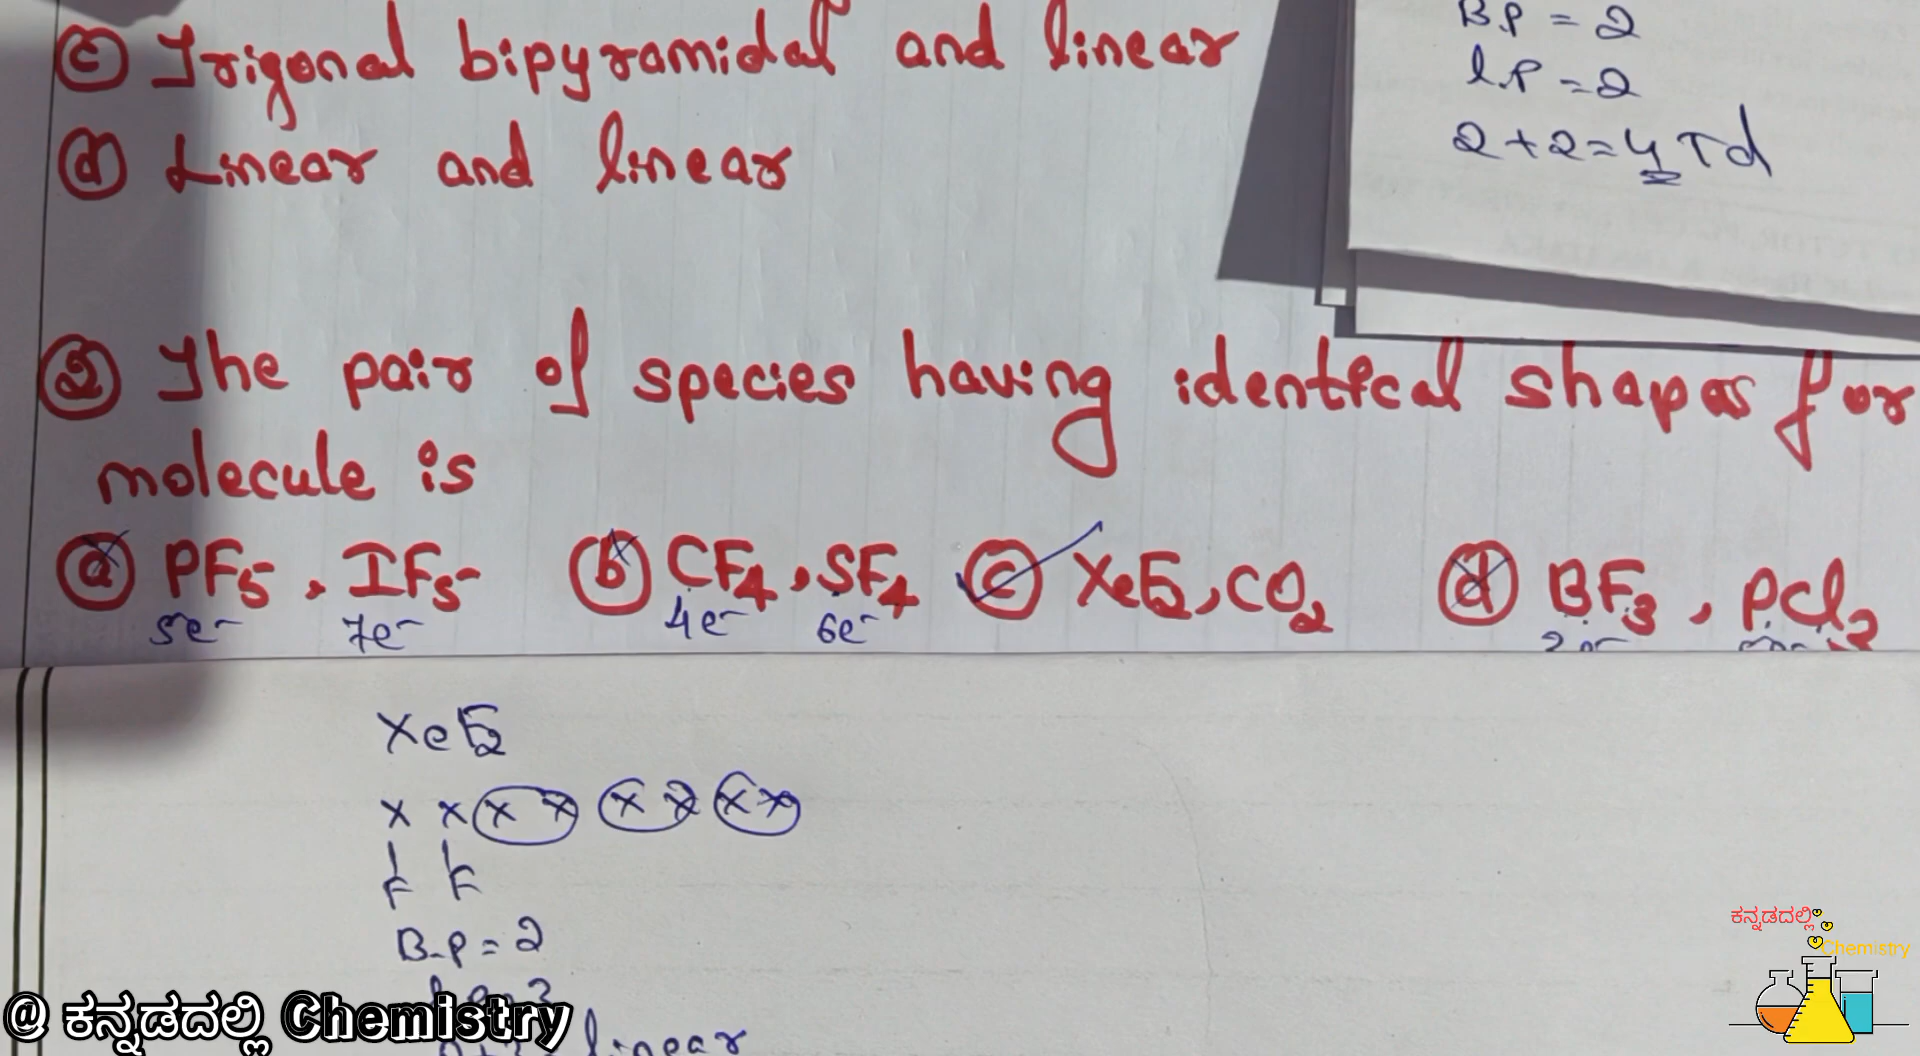 ⓒ Trigonal bipyramidal and linear
ⓓ Linear and linear
B.P = 2
l.P = 2
2+2=4 Td
② The pair of species having identical shapes for
molecule is
ⓐ PF5, IF5 ⓑ CF4, SF4 ⓒ XeF2, CO2 ⓓ BF3, PCl3
5e- 7e- 4e- 6e-
XeF2
x x x x x x x x
F F
B.P = 2
linear
@ ಕನ್ನಡದಲ್ಲಿ Chemistry
ಕನ್ನಡದಲ್ಲಿ
Chemistry